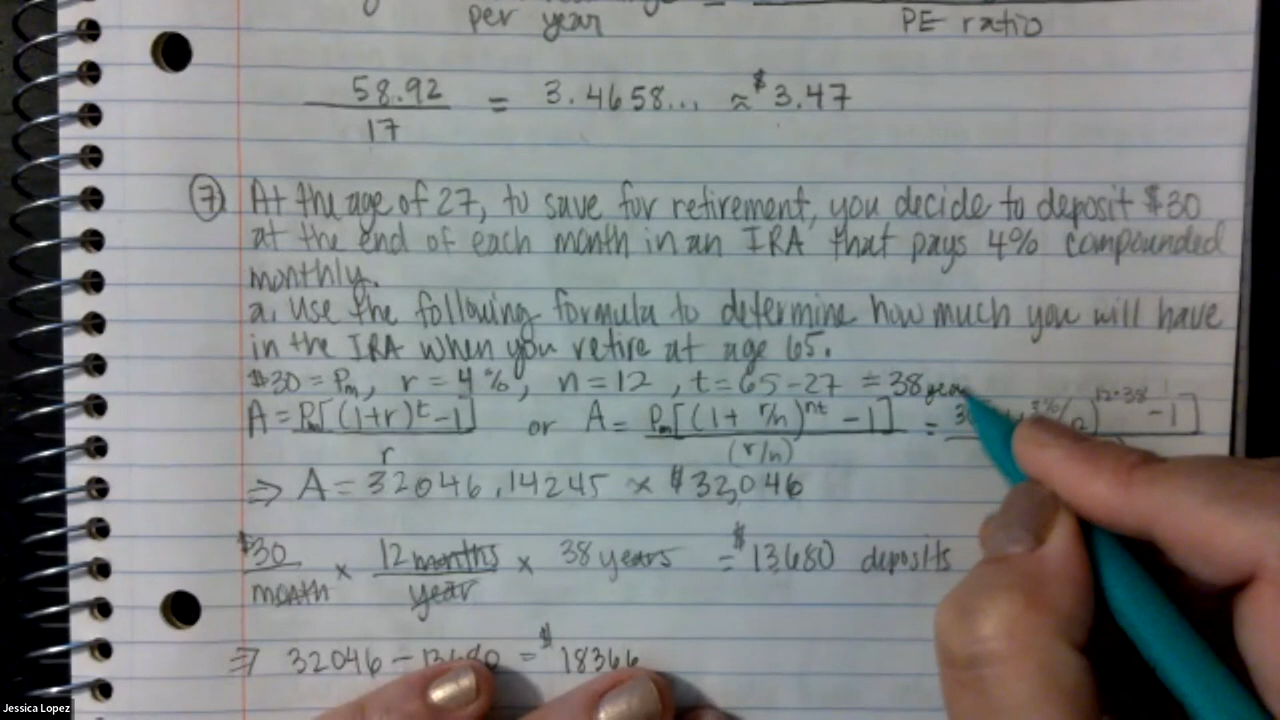 per year PE ratio
58.92
17
= 3.4658... ≈ $3.47
7 At the age of 27, to save for retirement, you decide to deposit $30
at the end of each month in an IRA that pays 4% compounded
monthly.
a. Use the following formula to determine how much you will have
in the IRA when you retire at age 65.
$30 = Pm, r = 4%, n = 12, t = 65-27 = 38 years
A = Pm[(1+r)^t -1] or A = Pm[(1+ r/n)^nt -1] =
r (r/n)
⇒ A = 32046.14245 ≈ $32,046
$30 × 12 months × 38 years = $13680 deposits
month year
⇒ 32046 - 13680 = $18366
Jessica Lopez